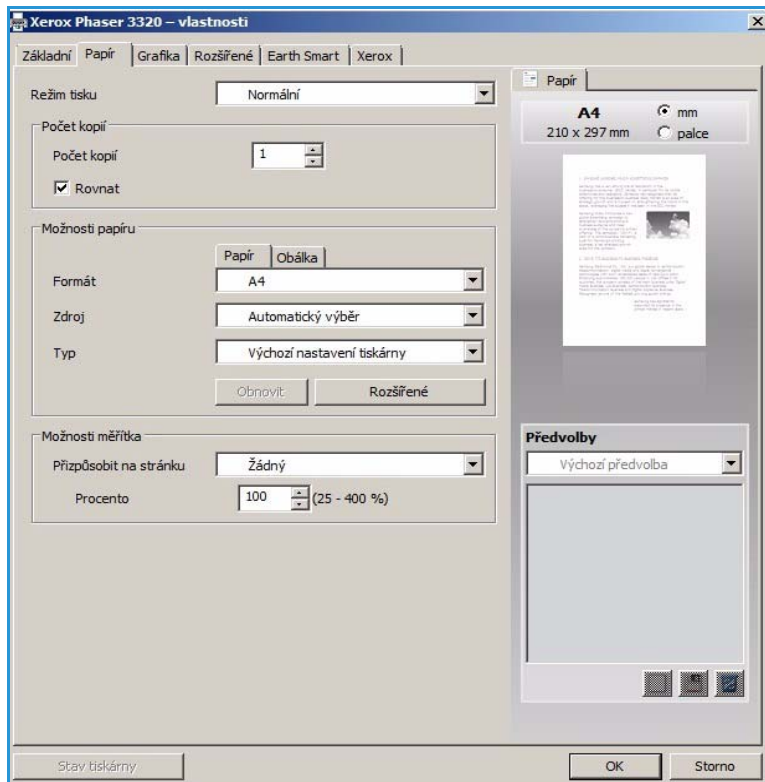 Xerox Phaser 3320 – vlastnosti
Základní Papír Grafika Rozšířené Earth Smart Xerox
Režim tisku Normální
Počet kopií
Počet kopií 1
Rovnat
Možnosti papíru
Papír Obálka
Formát A4
Zdroj Automatický výběr
Typ Výchozí nastavení tiskárny
Obnovit Rozšířené
Možnosti měřítka
Přizpůsobit na stránku Žádný
Procento 100 (25 - 400 %)
Papír
A4 mm
210 x 297 mm palce
Předvolby
Výchozí předvolba
Stav tiskárny OK Storno